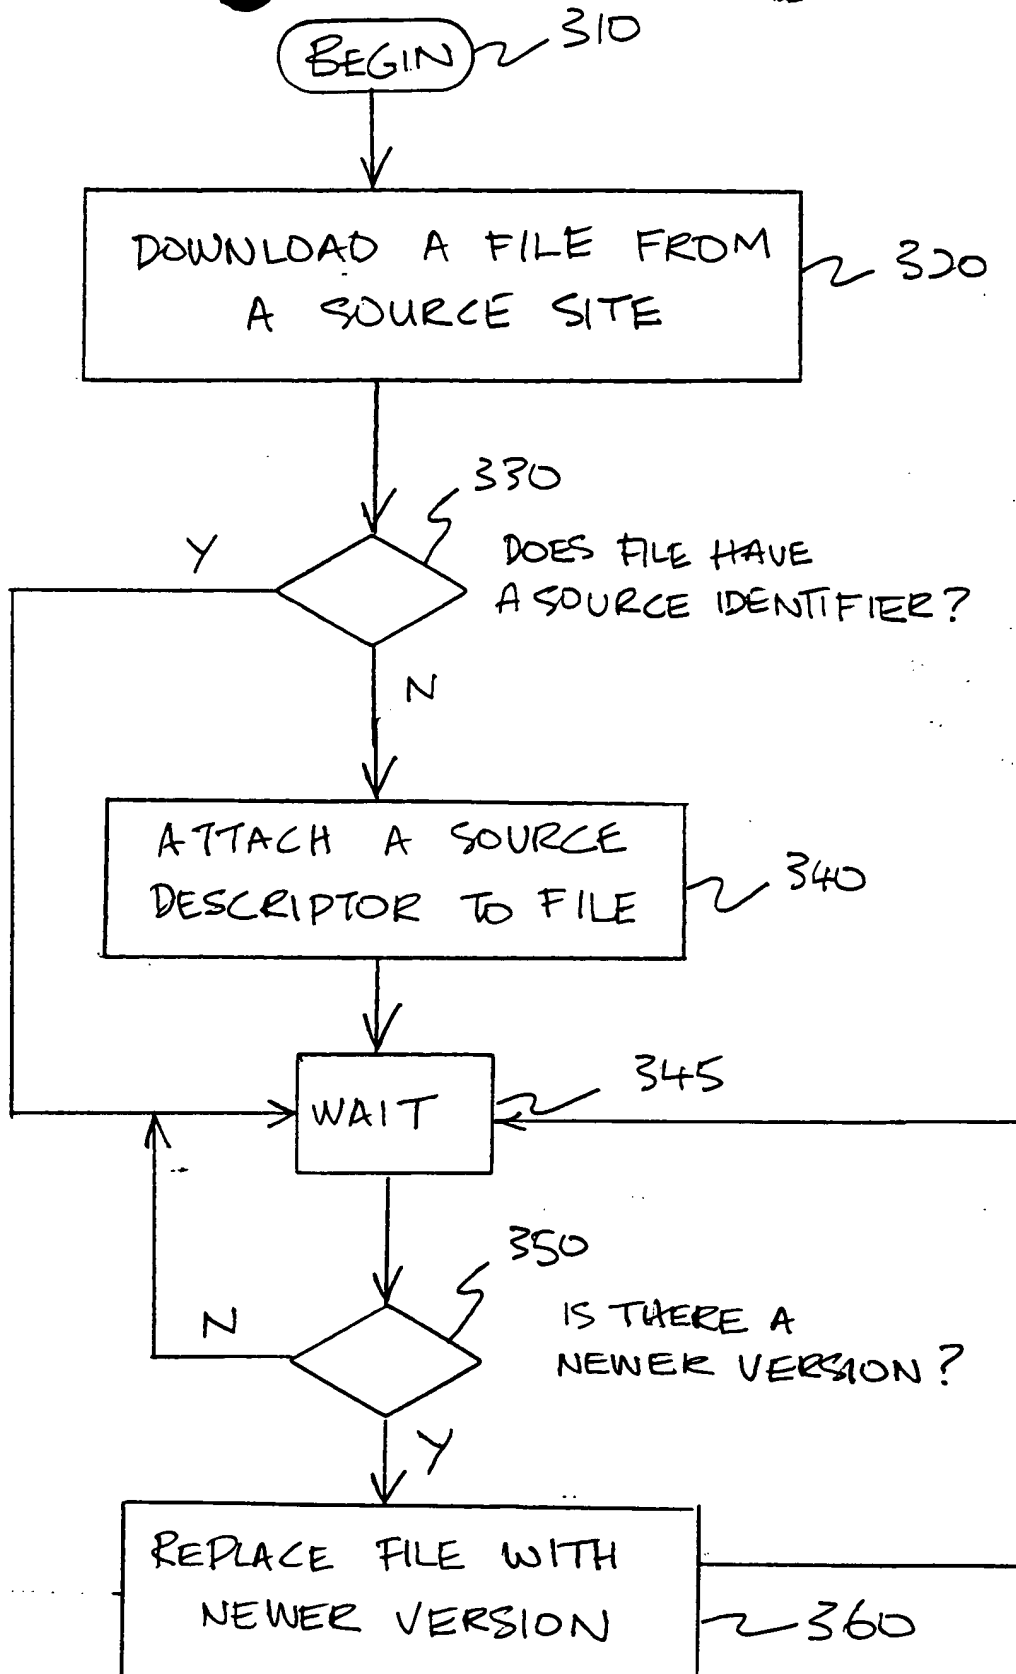 BEGIN
310
DOWNLOAD A FILE FROM
A SOURCE SITE
320
330
Y
DOES FILE HAVE
A SOURCE IDENTIFIER?
N
ATTACH A SOURCE
DESCRIPTOR TO FILE
340
WAIT
345
350
N
IS THERE A
NEWER VERSION?
Y
REPLACE FILE WITH
NEWER VERSION
360